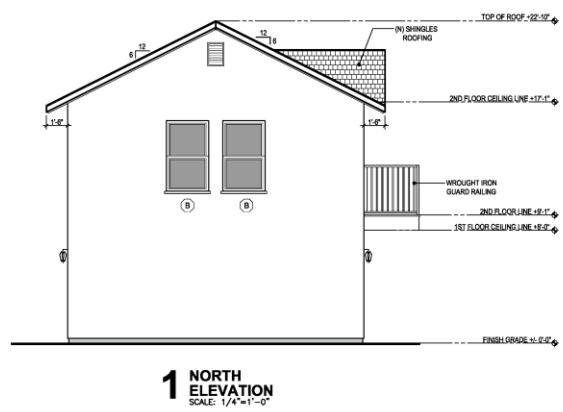 TOP OF ROOF +22'-10"
(N) SHINGLES
ROOFING
12
6
12
6
2ND FLOOR CEILING LINE +17'-1"
1'-6"
1'-6"
WROUGHT IRON
GUARD RAILING
B
B
2ND FLOOR LINE +9'-1"
1ST FLOOR CEILING LINE +8'-0"
FINISH GRADE +/- 0'-0"
1 NORTH
ELEVATION
SCALE: 1/4"=1'-0"